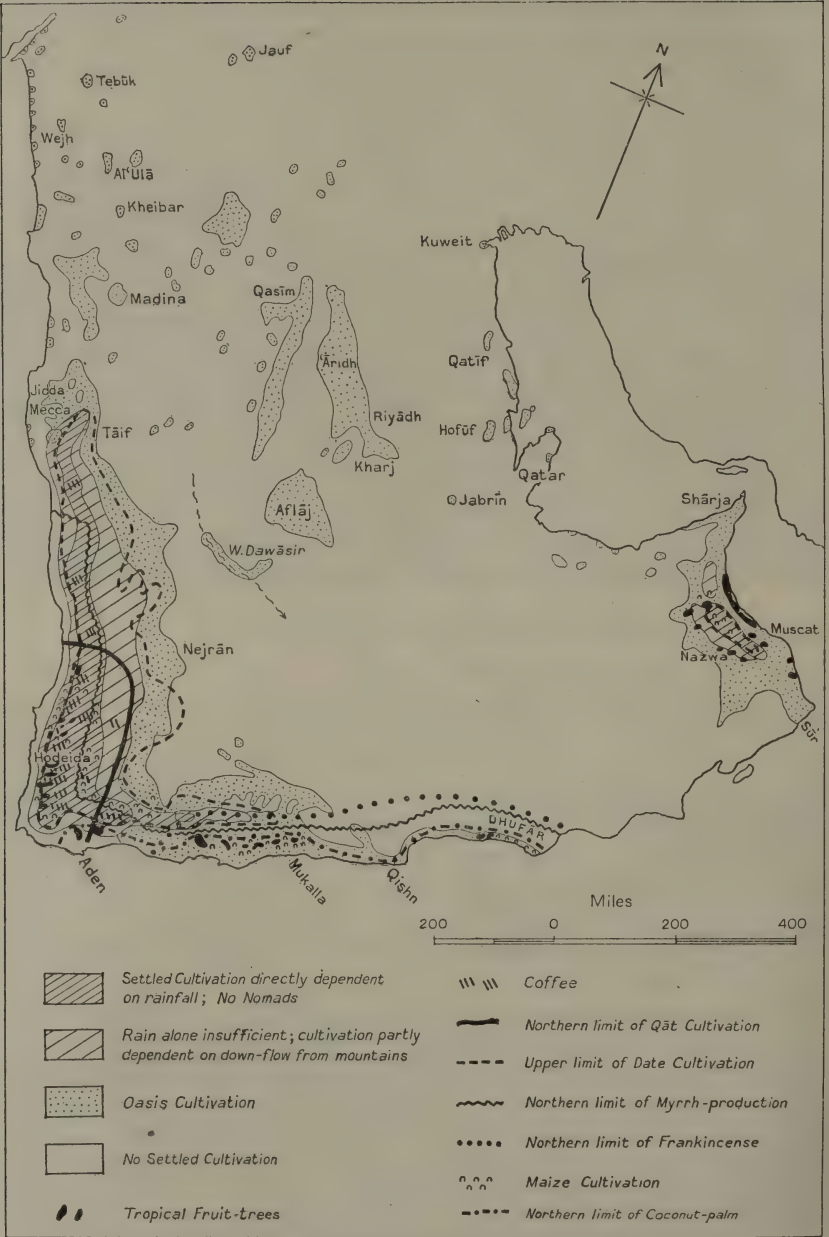 N
Jauf
Tebūk
Wejh
Al'Ulā
Kheibar
Kuweit
Madina
Qasīm
'Āridh
Qatīf
Jidda
Mecca
Tāif
Riyādh
Hofūf
Kharj
Qatar
Aflāj
Jabrīn
Shārja
W. Dawāsir
Muscat
Nejrān
Nazwa
Sūr
Hodeida
DHUFĀR
Aden
Mukalla
Qishn
Miles
200 0 200 400
Settled Cultivation directly dependent
on rainfall; No Nomads
Rain alone insufficient; cultivation partly
dependent on down-flow from mountains
Oasis Cultivation
No Settled Cultivation
Tropical Fruit-trees
Coffee
Northern limit of Qāt Cultivation
Upper limit of Date Cultivation
Northern limit of Myrrh-production
Northern limit of Frankincense
Maize Cultivation
Northern limit of Coconut-palm